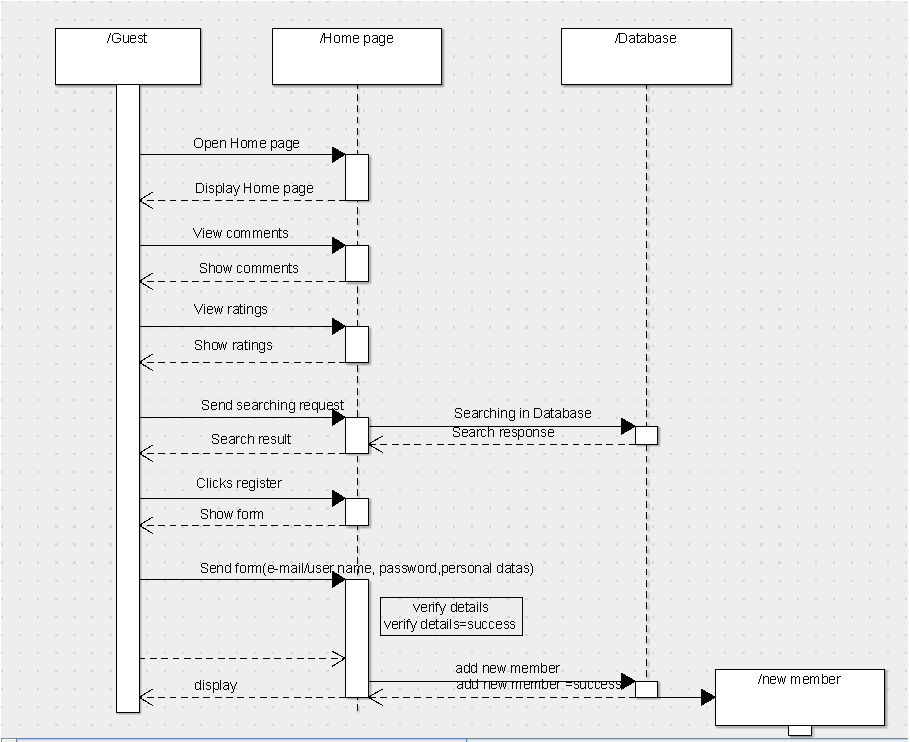 /Guest
/Home page
/Database
Open Home page
Display Home page
View comments
Show comments
View ratings
Show ratings
Send searching request
Searching in Database
Search response
Search result
Clicks register
Show form
Send form(e-mail/user name, password,personal datas)
verify details
verify details=success
add new member
add new member =success
display
/new member